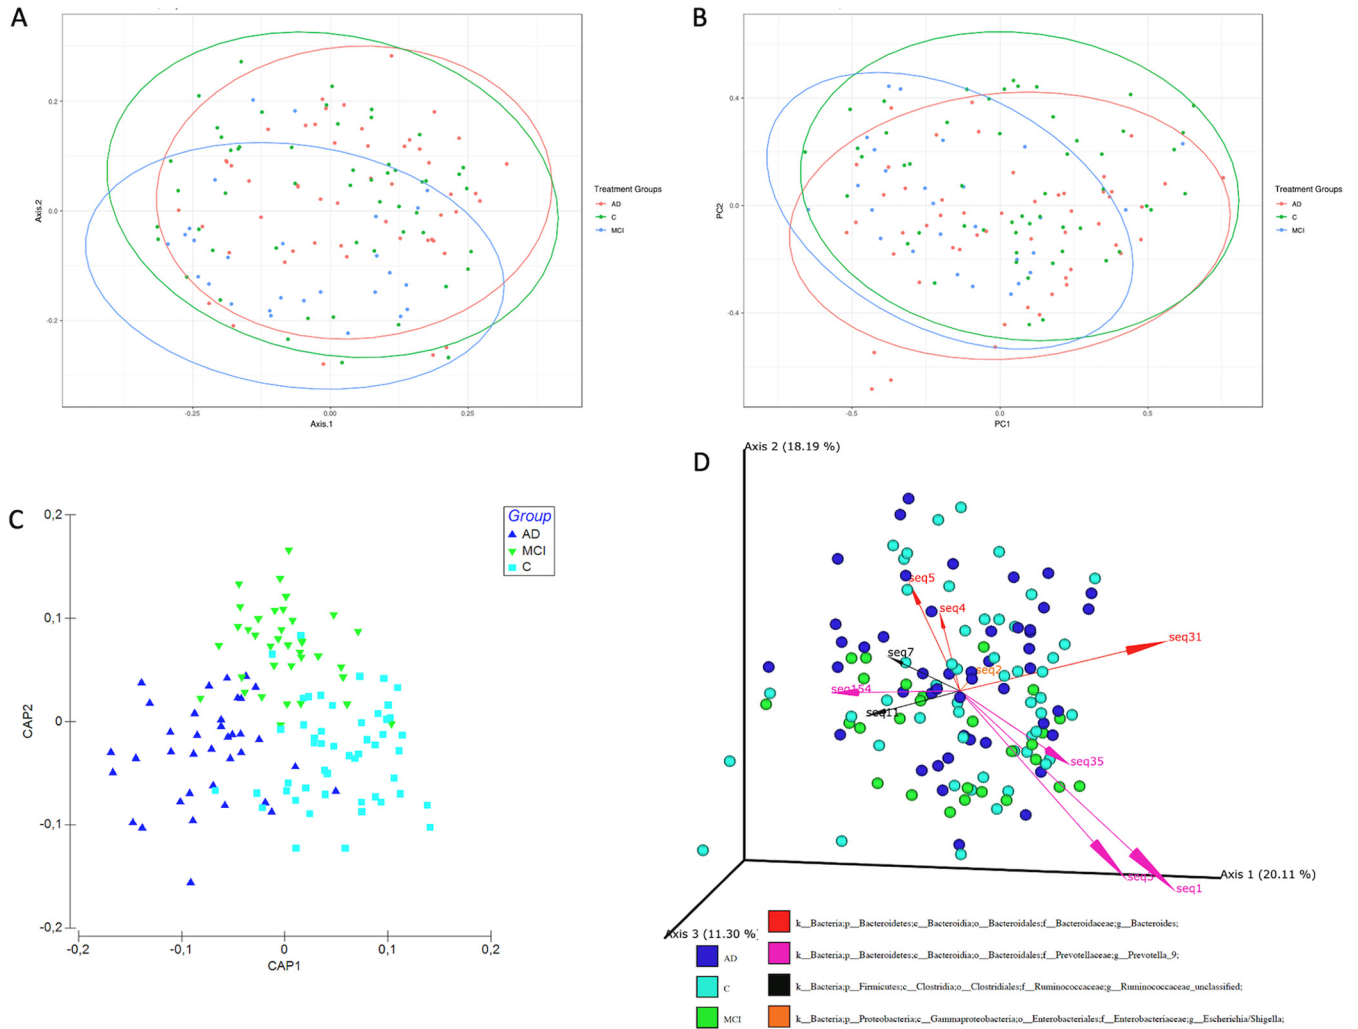 A
0.2
0.0
-0.2
Axis.2
-0.25
0.00
0.25
Axis.1
Treatment Groups
AD
C
MCI
B
0.4
0.0
-0.4
PC2
-0.5
0.0
0.5
PC1
Treatment Groups
AD
C
MCI
C
0,2
0,1
0
-0,1
-0,2
CAP2
-0,2
-0,1
0
0,1
0,2
CAP1
Group
AD
MCI
C
D
Axis 2 (18.19 %)
seq5
seq4
seq31
seq7
seq2
seq154
seq11
seq35
seq3
seq1
Axis 1 (20.11 %)
Axis 3 (11.30 %)
AD
C
MCI
k__Bacteria;p__Bacteroidetes;c__Bacteroidia;o__Bacteroidales;f__Bacteroidaceae;g__Bacteroides;
k__Bacteria;p__Bacteroidetes;c__Bacteroidia;o__Bacteroidales;f__Prevotellaceae;g__Prevotella_9;
k__Bacteria;p__Firmicutes;c__Clostridia;o__Clostridiales;f__Ruminococcaceae;g__Ruminococcaceae_unclassified;
k__Bacteria;p__Proteobacteria;c__Gammaproteobacteria;o__Enterobacteriales;f__Enterobacteriaceae;g__Escherichia/Shigella;